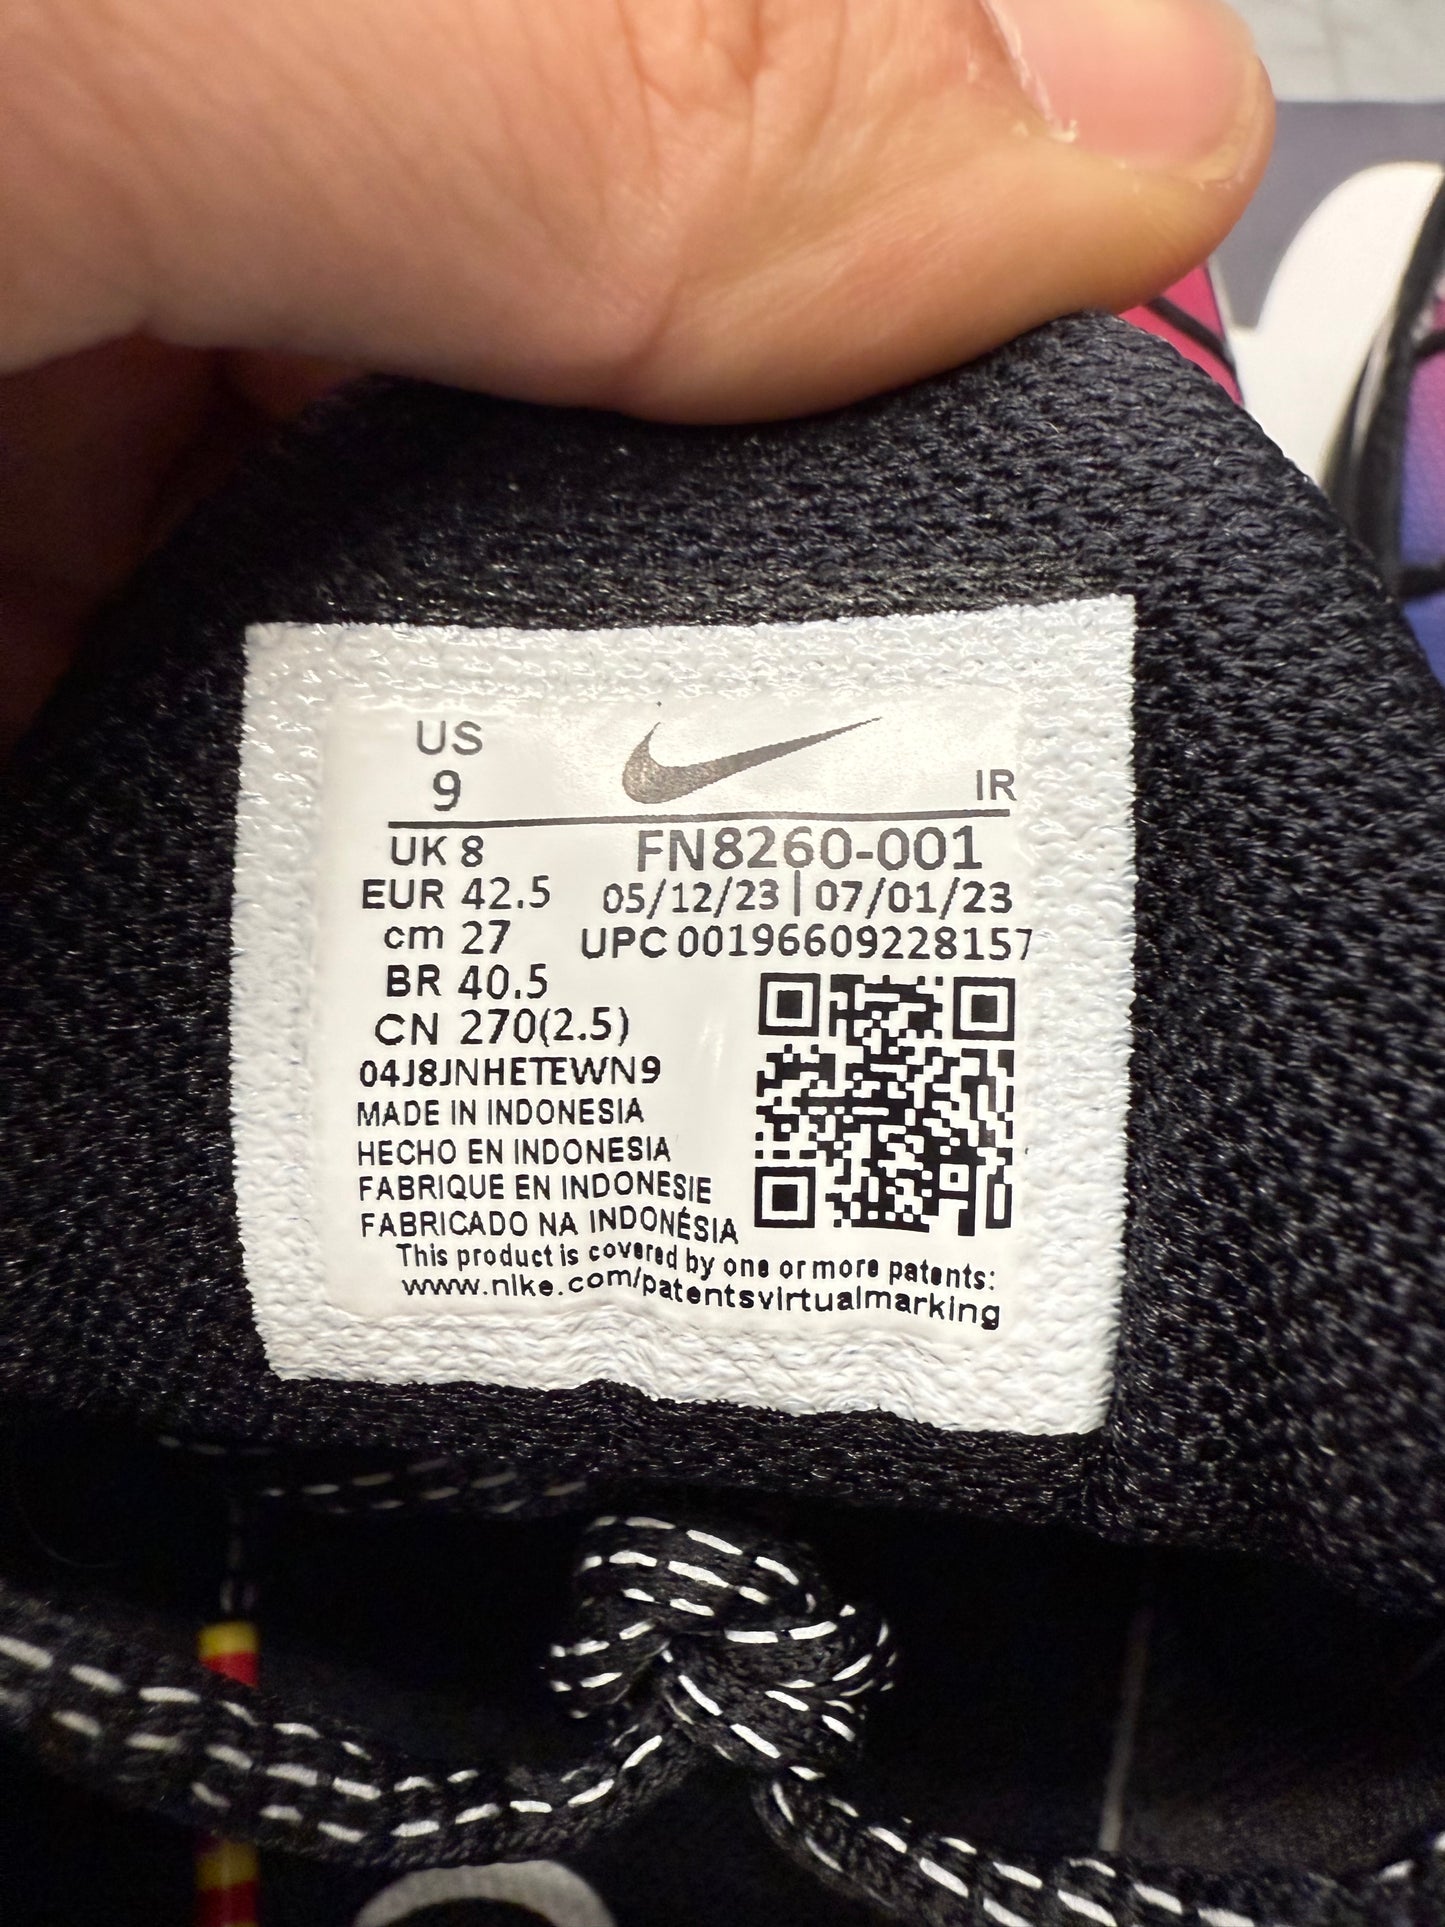 US
9
IR
UK 8
FN8260-001
EUR 42.5
05/12/23 | 07/01/23
cm 27
UPC 00196609228157
BR 40.5
CN 270(2.5)
04J8JNHETEWN9
MADE IN INDONESIA
HECHO EN INDONESIA
FABRIQUE EN INDONESIE
FABRICADO NA INDONÉSIA
This product is covered by one or more patents:
www.nike.com/patentsvirtualmarking